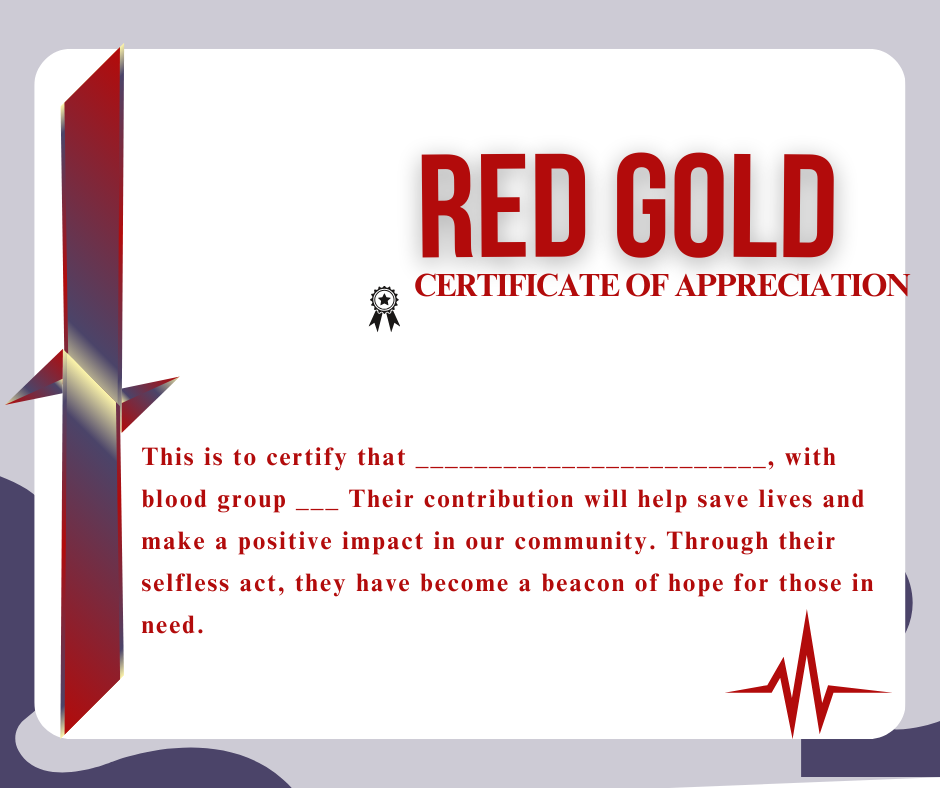 RED GOLD
CERTIFICATE OF APPRECIATION
This is to certify that ________________________, with
blood group ___ Their contribution will help save lives and
make a positive impact in our community. Through their
selfless act, they have become a beacon of hope for those in
need.